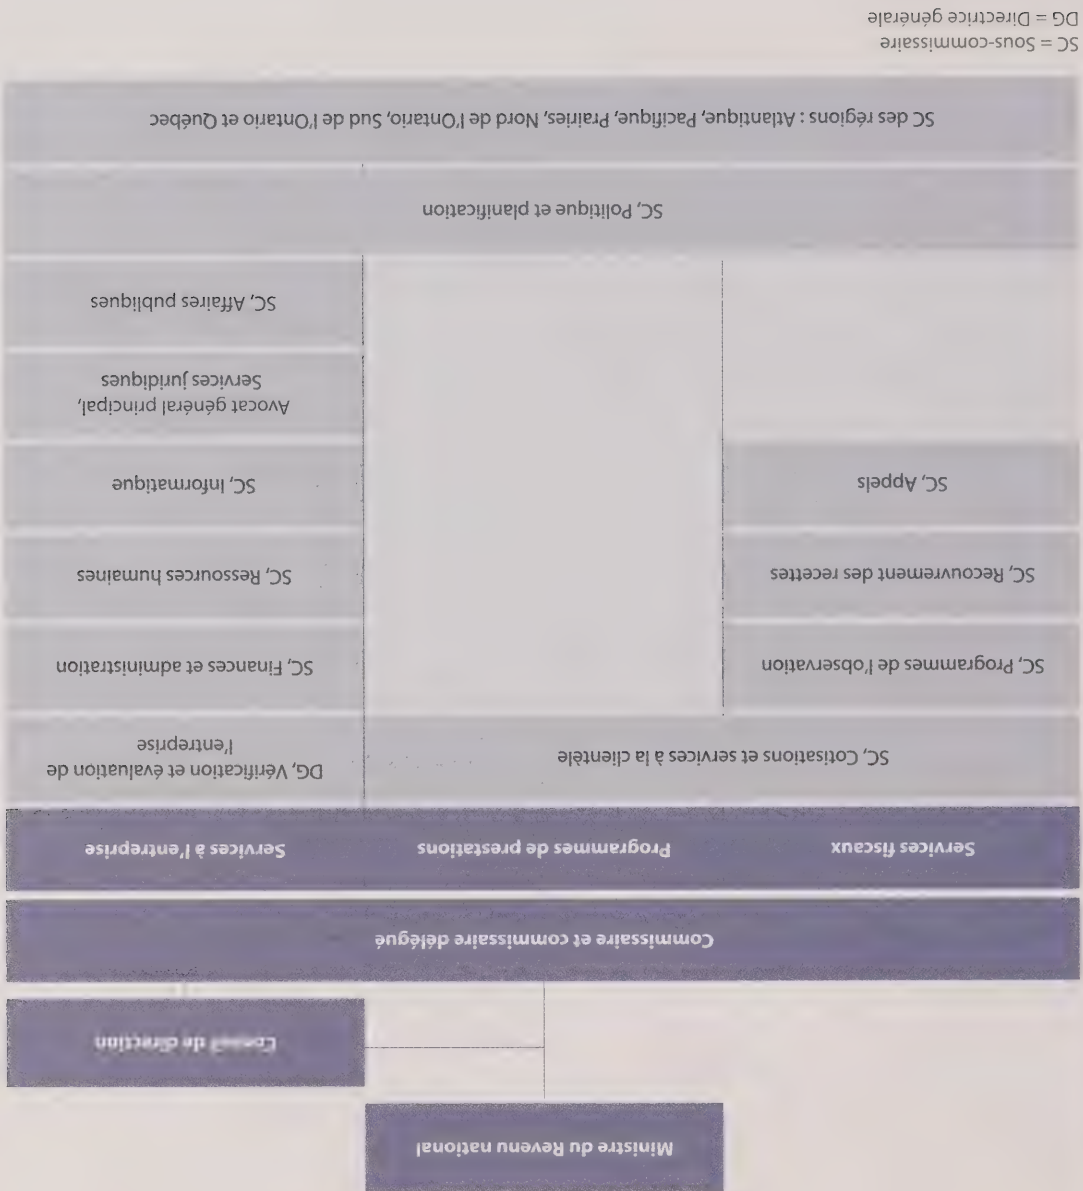 Ministre du Revenu national
Conseil de direction
Commissaire et commissaire délégué
Services fiscaux
Programmes de prestations
Services à l'entreprise
SC, Cotisations et services à la clientèle
DG, Vérification et évaluation de
l'entreprise
SC, Programmes de l'observation
SC, Finances et administration
SC, Recouvrement des recettes
SC, Ressources humaines
SC, Appels
SC, Informatique
Avocat général principal,
Services juridiques
SC, Affaires publiques
SC, Politique et planification
SC des régions : Atlantique, Pacifique, Prairies, Nord de l'Ontario, Sud de l'Ontario et Québec
SC = Sous-commissaire
DG = Directrice générale